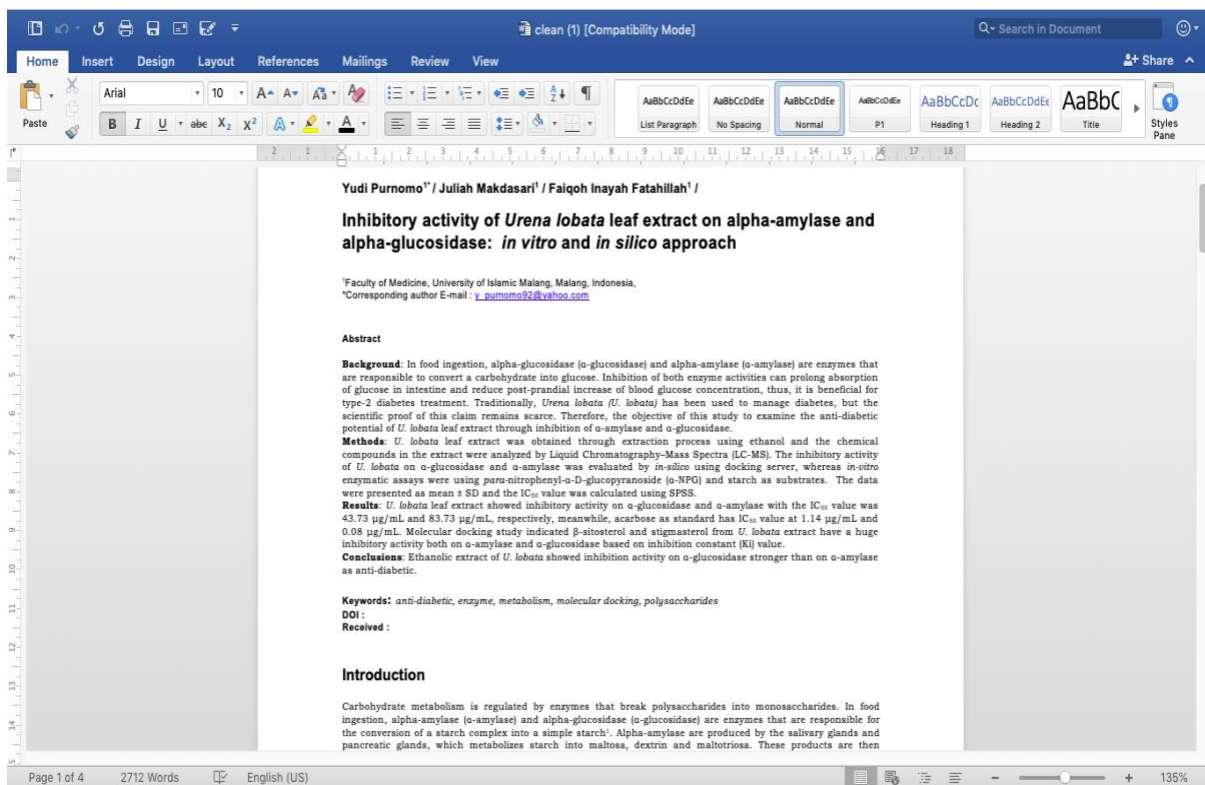 clean (1) [Compatibility Mode]
Search in Document
Home Insert Design Layout References Mailings Review View
Share
Paste
Arial
10
AaBbCcDdEe AaBbCcDdEe AaBbCcDdEe AaBbCcDdEe AaBbCcDc AaBbCcDdEe AaBbC
List Paragraph No Spacing Normal P1 Heading 1 Heading 2 Title
Styles Pane
2 1 1 2 3 4 5 6 7 8 9 10 11 12 13 14 15 16 17 18
Yudi Purnomo¹* / Juliah Makdasari¹ / Faiqoh Inayah Fatahillah¹ /
Inhibitory activity of Urena lobata leaf extract on alpha-amylase and
alpha-glucosidase: in vitro and in silico approach
¹Faculty of Medicine, University of Islamic Malang, Malang, Indonesia,
*Corresponding author E-mail : y_purnomo92@yahoo.com
Abstract
Background: In food ingestion, alpha-glucosidase (α-glucosidase) and alpha-amylase (α-amylase) are enzymes that
are responsible to convert a carbohydrate into glucose. Inhibition of both enzyme activities can prolong absorption
of glucose in intestine and reduce post-prandial increase of blood glucose concentration, thus, it is beneficial for
type-2 diabetes treatment. Traditionally, Urena lobata (U. lobata) has been used to manage diabetes, but the
scientific proof of this claim remains scarce. Therefore, the objective of this study to examine the anti-diabetic
potential of U. lobata leaf extract through inhibition of α-amylase and α-glucosidase.
Methods: U. lobata leaf extract was obtained through extraction process using ethanol and the chemical
compounds in the extract were analyzed by Liquid Chromatography–Mass Spectra (LC-MS). The inhibitory activity
of U. lobata on α-glucosidase and α-amylase was evaluated by in-silico using docking server, whereas in-vitro
enzymatic assays were using para-nitrophenyl-α-D-glucopyranoside (α-NPG) and starch as substrates. The data
were presented as mean ± SD and the IC₅₀ value was calculated using SPSS.
Results: U. lobata leaf extract showed inhibitory activity on α-glucosidase and α-amylase with the IC₅₀ value was
43.73 μg/mL and 83.73 μg/mL, respectively, meanwhile, acarbose as standard has IC₅₀ value at 1.14 μg/mL and
0.08 μg/mL. Molecular docking study indicated β-sitosterol and stigmasterol from U. lobata extract have a huge
inhibitory activity both on α-amylase and α-glucosidase based on inhibition constant (Ki) value.
Conclusions: Ethanolic extract of U. lobata showed inhibition activity on α-glucosidase stronger than on α-amylase
as anti-diabetic.
Keywords: anti-diabetic, enzyme, metabolism, molecular docking, polysaccharides
DOI :
Received :
Introduction
Carbohydrate metabolism is regulated by enzymes that break polysaccharides into monosaccharides. In food
ingestion, alpha-amylase (α-amylase) and alpha-glucosidase (α-glucosidase) are enzymes that are responsible for
the conversion of a starch complex into a simple starch¹. Alpha-amylase are produced by the salivary glands and
pancreatic glands, which metabolizes starch into maltosa, dextrin and maltotriosa. These products are then
Page 1 of 4 2712 Words English (US) 135%